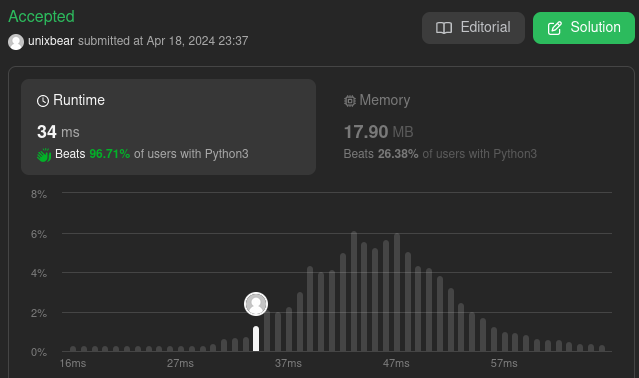 Accepted
Editorial
Solution
unixbear submitted at Apr 18, 2024 23:37
Runtime
34 ms
Beats 96.71% of users with Python3
Memory
17.90 MB
Beats 26.38% of users with Python3
8%
6%
4%
2%
0%
16ms
27ms
37ms
47ms
57ms